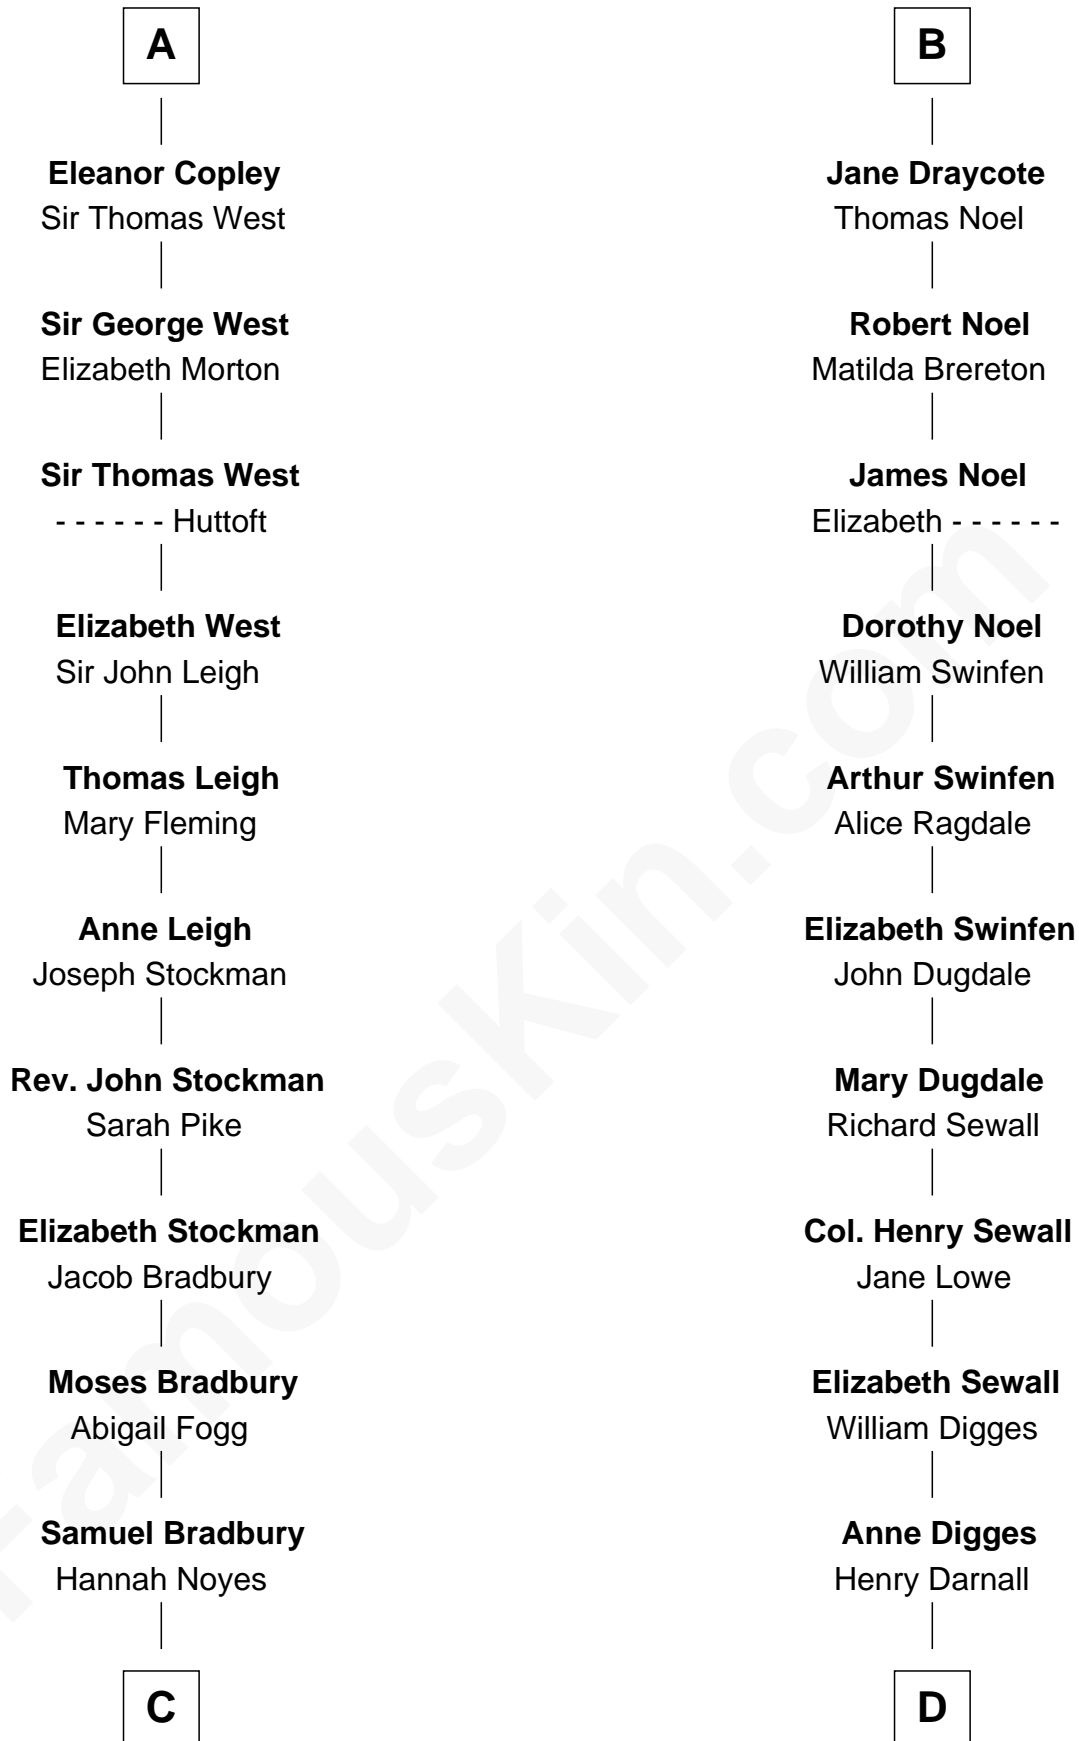 A
Eleanor Copley
Sir Thomas West
Sir George West
Elizabeth Morton
Sir Thomas West
- - - - - - Huttoft
Elizabeth West
Sir John Leigh
Thomas Leigh
Mary Fleming
Anne Leigh
Joseph Stockman
Rev. John Stockman
Sarah Pike
Elizabeth Stockman
Jacob Bradbury
Moses Bradbury
Abigail Fogg
Samuel Bradbury
Hannah Noyes
C
B
Jane Draycote
Thomas Noel
Robert Noel
Matilda Brereton
James Noel
Elizabeth - - - - - -
Dorothy Noel
William Swinfen
Arthur Swinfen
Alice Ragdale
Elizabeth Swinfen
John Dugdale
Mary Dugdale
Richard Sewall
Col. Henry Sewall
Jane Lowe
Elizabeth Sewall
William Digges
Anne Digges
Henry Darnall
D
FamousKin.com